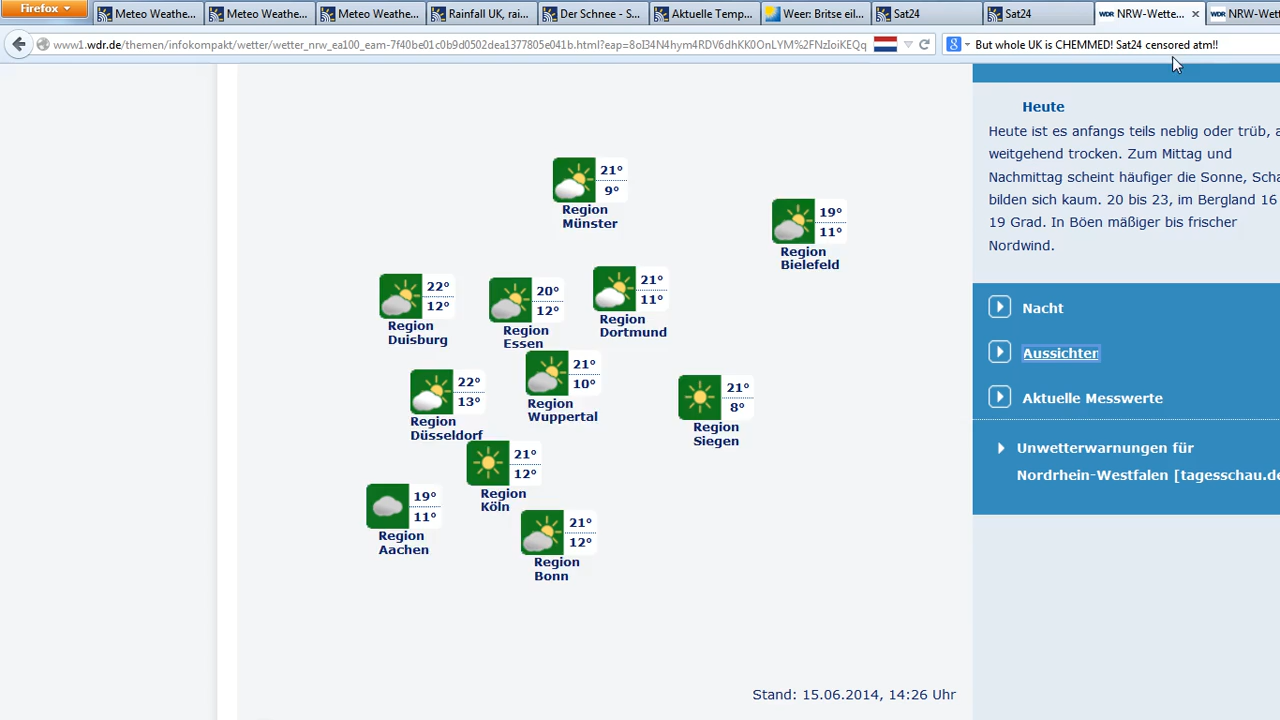 Firefox
Meteo Weathe...
Meteo Weathe...
Meteo Weathe...
Rainfall UK, rai...
Der Schnee - S...
Aktuelle Temp...
Weer: Britse eil...
Sat24
Sat24
WDR NRW-Wette... ×
WDR NRW-Wett
www1.wdr.de/themen/infokompakt/wetter/wetter_nrw_ea100_eam-7f40be01c0b9d0502dea1377805e041b.html?eap=8oI34N4hym4RDV6dhKK0OnLYM%2FNzIoiKEQq
8 But whole UK is CHEMMED! Sat24 censored atm!!
Heute
Heute ist es anfangs teils neblig oder trüb, a
weitgehend trocken. Zum Mittag und
Nachmittag scheint häufiger die Sonne, Scha
bilden sich kaum. 20 bis 23, im Bergland 16
19 Grad. In Böen mäßiger bis frischer
Nordwind.
Nacht
Aussichten
Aktuelle Messwerte
Unwetterwarnungen für
Nordrhein-Westfalen [tagesschau.de
21°
9°
Region
Münster
19°
11°
Region
Bielefeld
22°
12°
Region
Duisburg
20°
12°
Region
Essen
21°
11°
Region
Dortmund
22°
13°
Region
Düsseldorf
21°
10°
Region
Wuppertal
21°
8°
Region
Siegen
21°
12°
Region
Köln
19°
11°
Region
Aachen
21°
12°
Region
Bonn
Stand: 15.06.2014, 14:26 Uhr